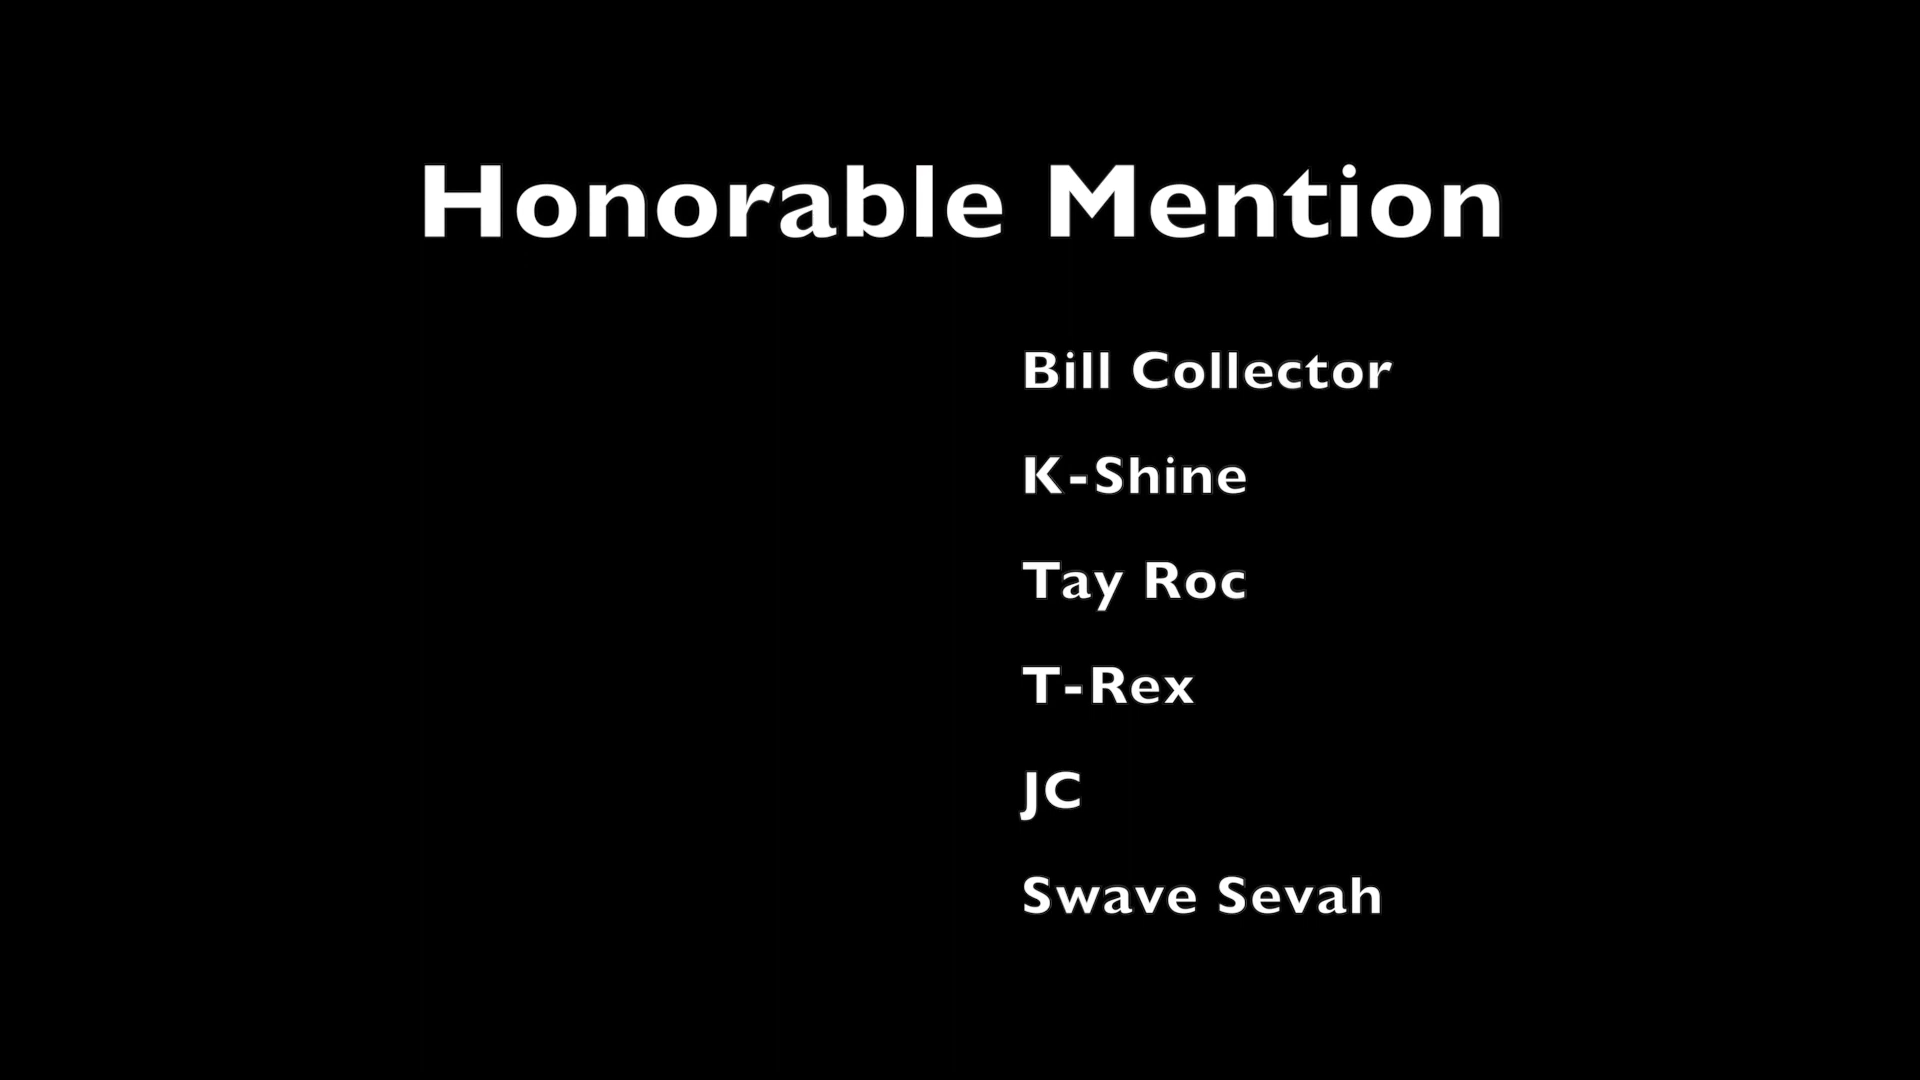 Honorable Mention
Bill Collector
K-Shine
Tay Roc
T-Rex
JC
Swave Sevah